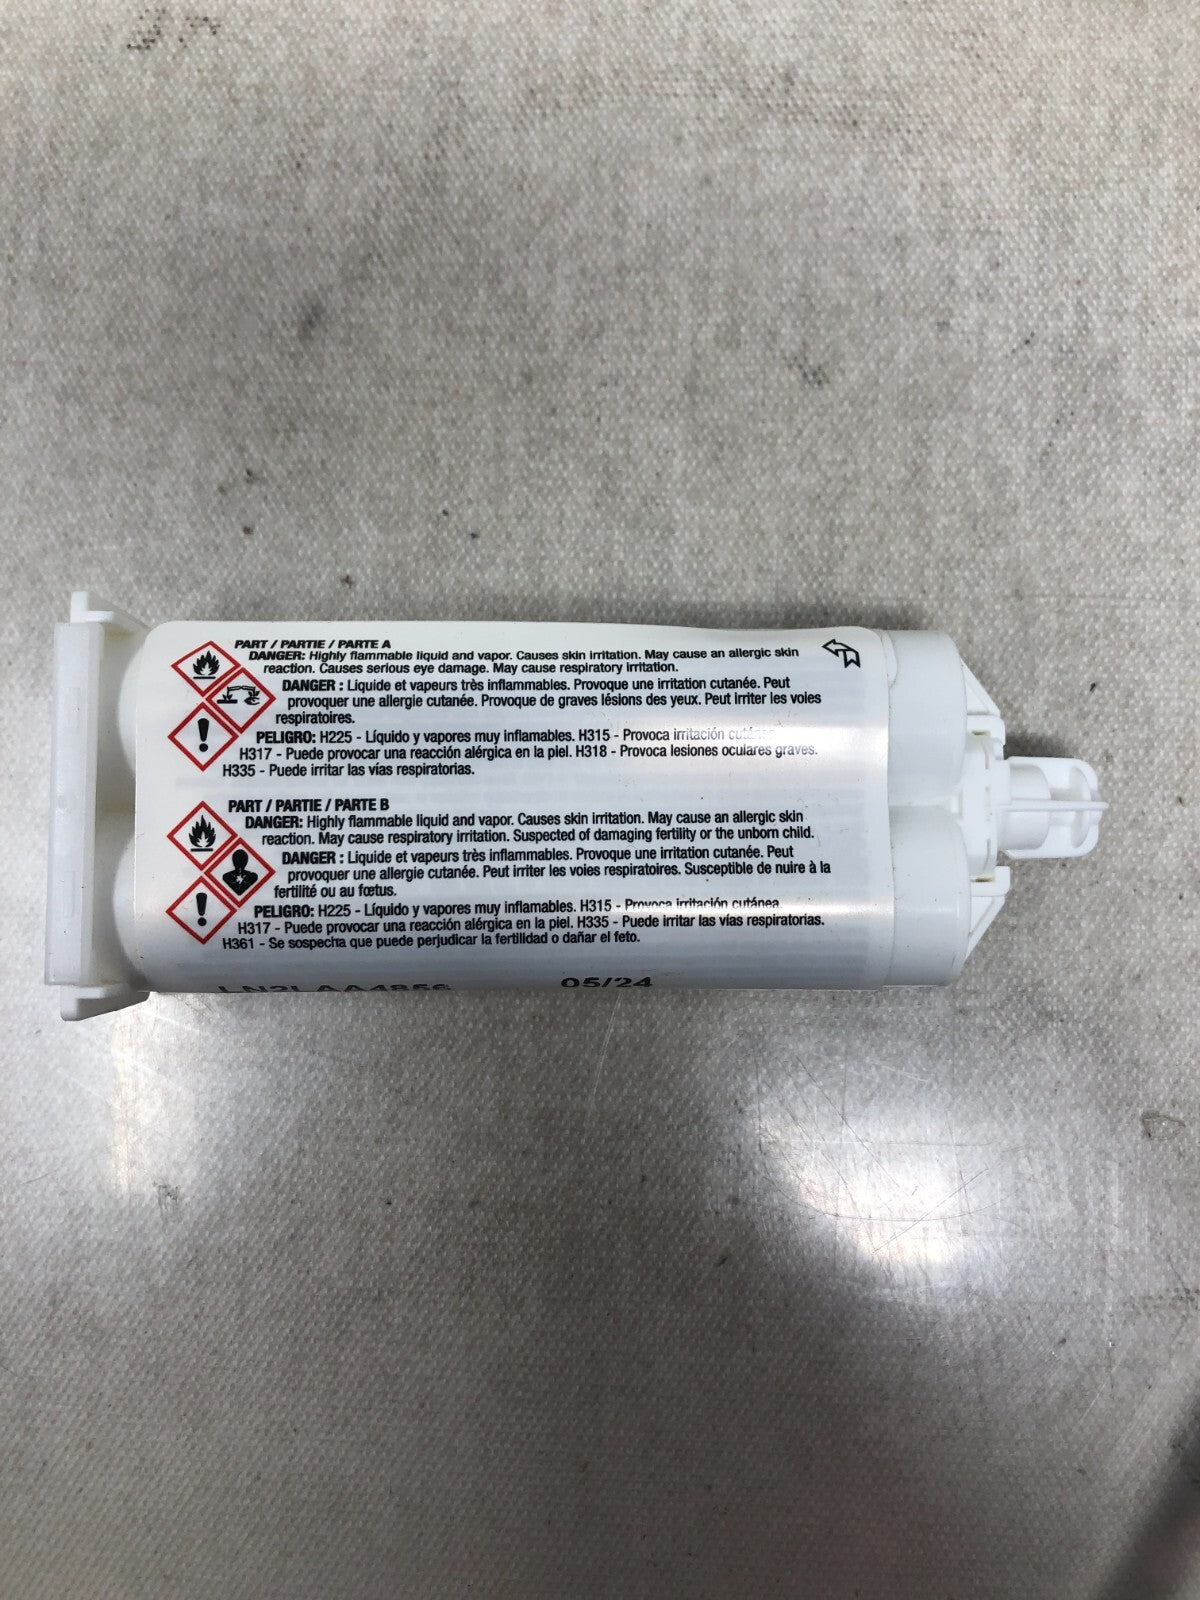 PART / PARTIE / PARTE A
DANGER: Highly flammable liquid and vapor. Causes skin irritation. May cause an allergic skin
reaction. Causes serious eye damage. May cause respiratory irritation.
DANGER : Liquide et vapeurs très inflammables. Provoque une irritation cutanée. Peut
provoquer une allergie cutanée. Provoque de graves lésions des yeux. Peut irriter les voies
respiratoires.
PELIGRO: H225 - Líquido y vapores muy inflamables. H315 - Provoca irritación cutánea.
H317 - Puede provocar una reacción alérgica en la piel. H318 - Provoca lesiones oculares graves.
H335 - Puede irritar las vías respiratorias.
PART / PARTIE / PARTE B
DANGER: Highly flammable liquid and vapor. Causes skin irritation. May cause an allergic skin
reaction. May cause respiratory irritation. Suspected of damaging fertility or the unborn child.
DANGER : Liquide et vapeurs très inflammables. Provoque une irritation cutanée. Peut
provoquer une allergie cutanée. Peut irriter les voies respiratoires. Susceptible de nuire à la
fertilité ou au fœtus.
PELIGRO: H225 - Líquido y vapores muy inflamables. H315 - Provoca irritación cutánea.
H317 - Puede provocar una reacción alérgica en la piel. H335 - Puede irritar las vías respiratorias.
H361 - Se sospecha que puede perjudicar la fertilidad o dañar el feto.
05/24